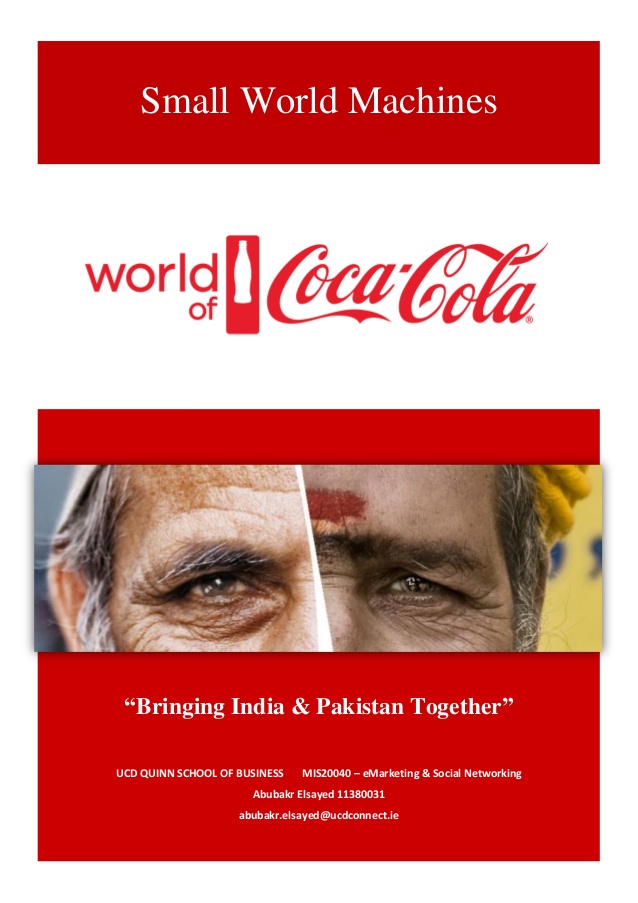 Small World Machines
world of Coca-Cola®
“Bringing India & Pakistan Together”
UCD QUINN SCHOOL OF BUSINESS MIS20040 – eMarketing & Social Networking
Abubakr Elsayed 11380031
abubakr.elsayed@ucdconnect.ie